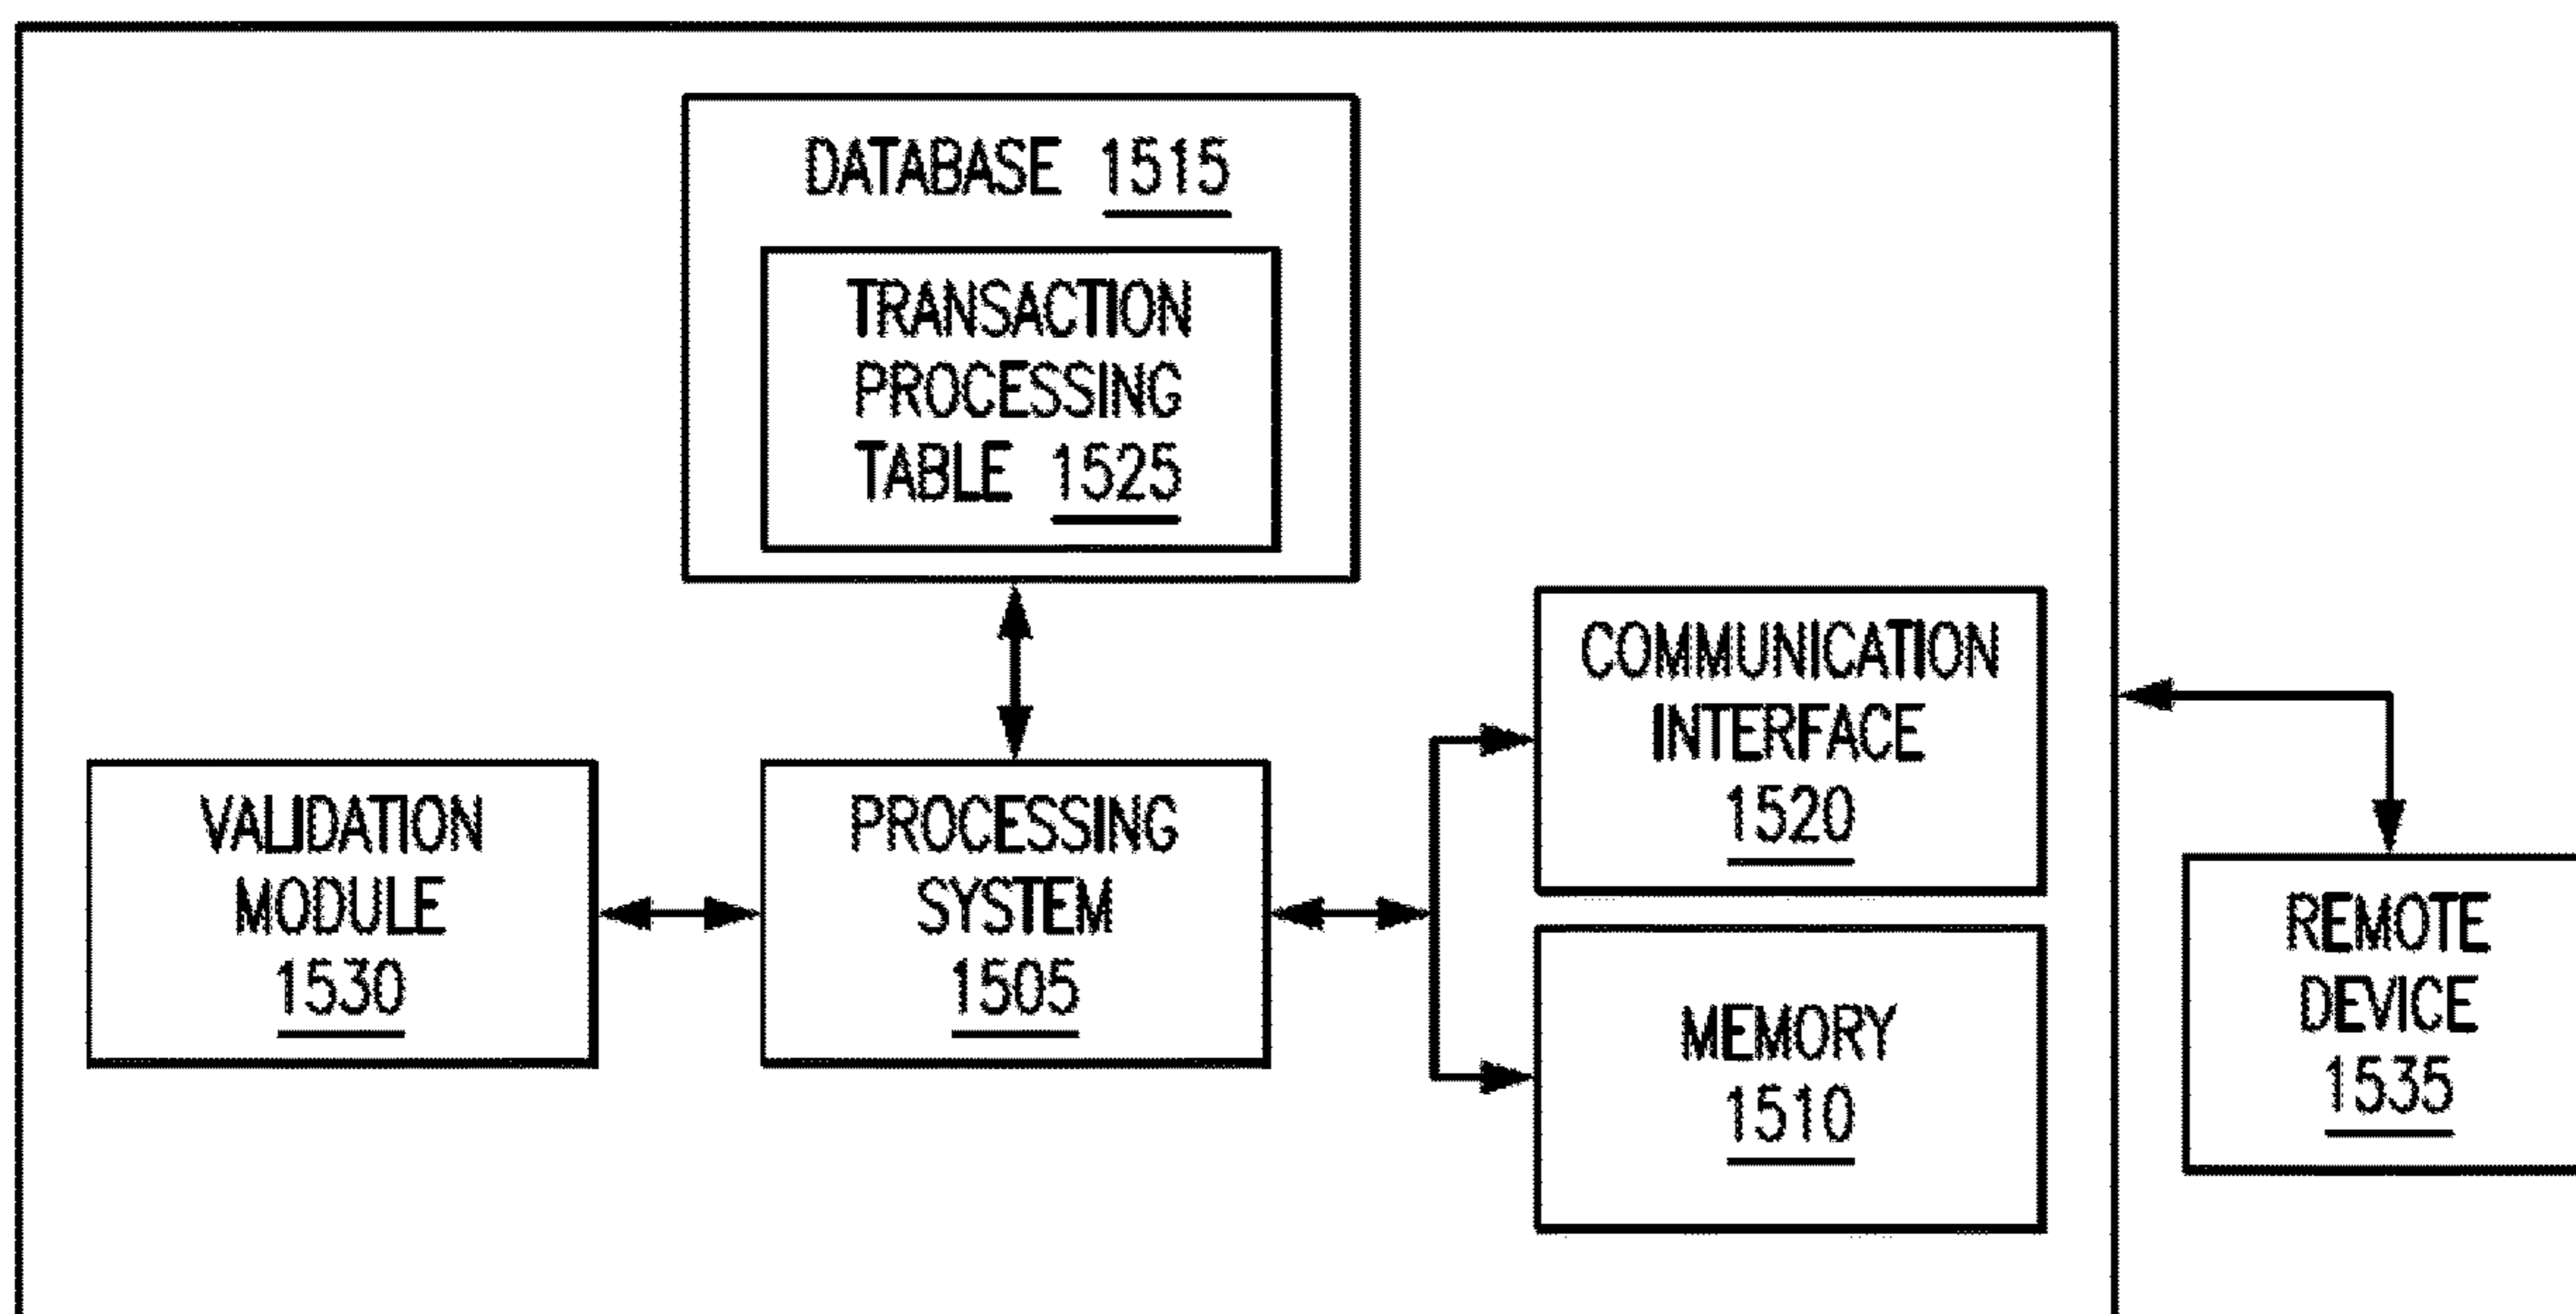 DATABASE 1515
TRANSACTION
PROCESSING
TABLE 1525
COMMUNICATION
INTERFACE
1520
VALIDATION
MODULE
1530
PROCESSING
SYSTEM
1505
MEMORY
1510
REMOTE
DEVICE
1535